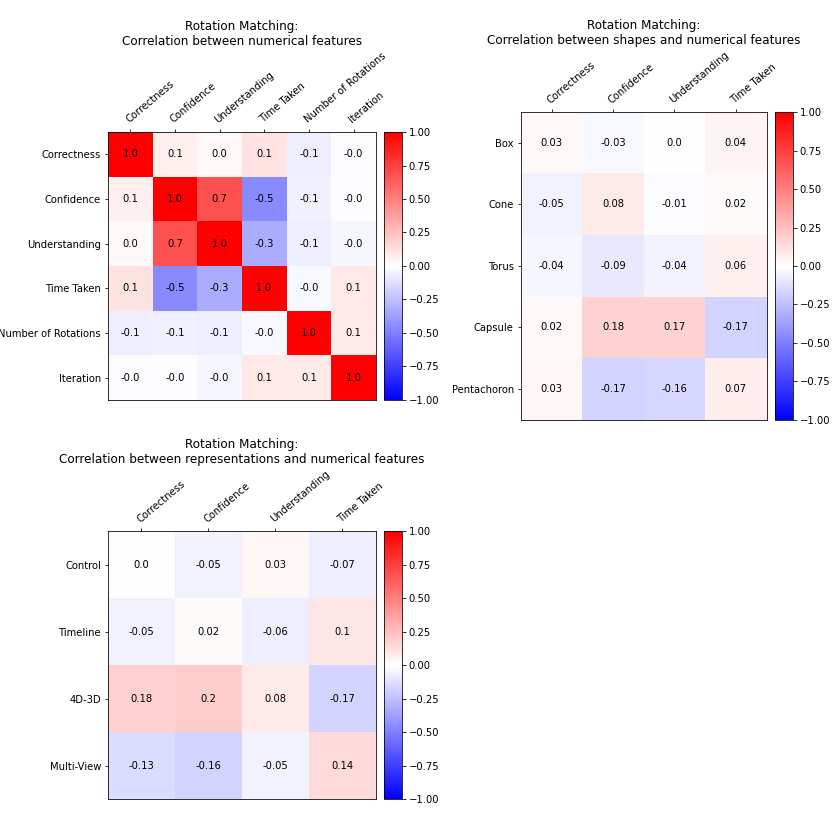 Rotation Matching:
Correlation between numerical features
Correctness Confidence Understanding Time Taken Number of Rotations Iteration
Correctness 1.0 0.1 0.0 0.1 -0.1 -0.0
Confidence 0.1 1.0 0.7 -0.5 -0.1 -0.0
Understanding 0.0 0.7 1.0 -0.3 -0.1 -0.0
Time Taken 0.1 -0.5 -0.3 1.0 -0.0 0.1
Number of Rotations -0.1 -0.1 -0.1 -0.0 1.0 0.1
Iteration -0.0 -0.0 -0.0 0.1 0.1 1.0
1.00
0.75
0.50
0.25
0.00
−0.25
−0.50
−0.75
−1.00
Rotation Matching:
Correlation between shapes and numerical features
Correctness Confidence Understanding Time Taken
Box 0.03 -0.03 0.0 0.04
Cone -0.05 0.08 -0.01 0.02
Torus -0.04 -0.09 -0.04 0.06
Capsule 0.02 0.18 0.17 -0.17
Pentachoron 0.03 -0.17 -0.16 0.07
1.00
0.75
0.50
0.25
0.00
−0.25
−0.50
−0.75
−1.00
Rotation Matching:
Correlation between representations and numerical features
Correctness Confidence Understanding Time Taken
Control 0.0 -0.05 0.03 -0.07
Timeline -0.05 0.02 -0.06 0.1
4D-3D 0.18 0.2 0.08 -0.17
Multi-View -0.13 -0.16 -0.05 0.14
1.00
0.75
0.50
0.25
0.00
−0.25
−0.50
−0.75
−1.00